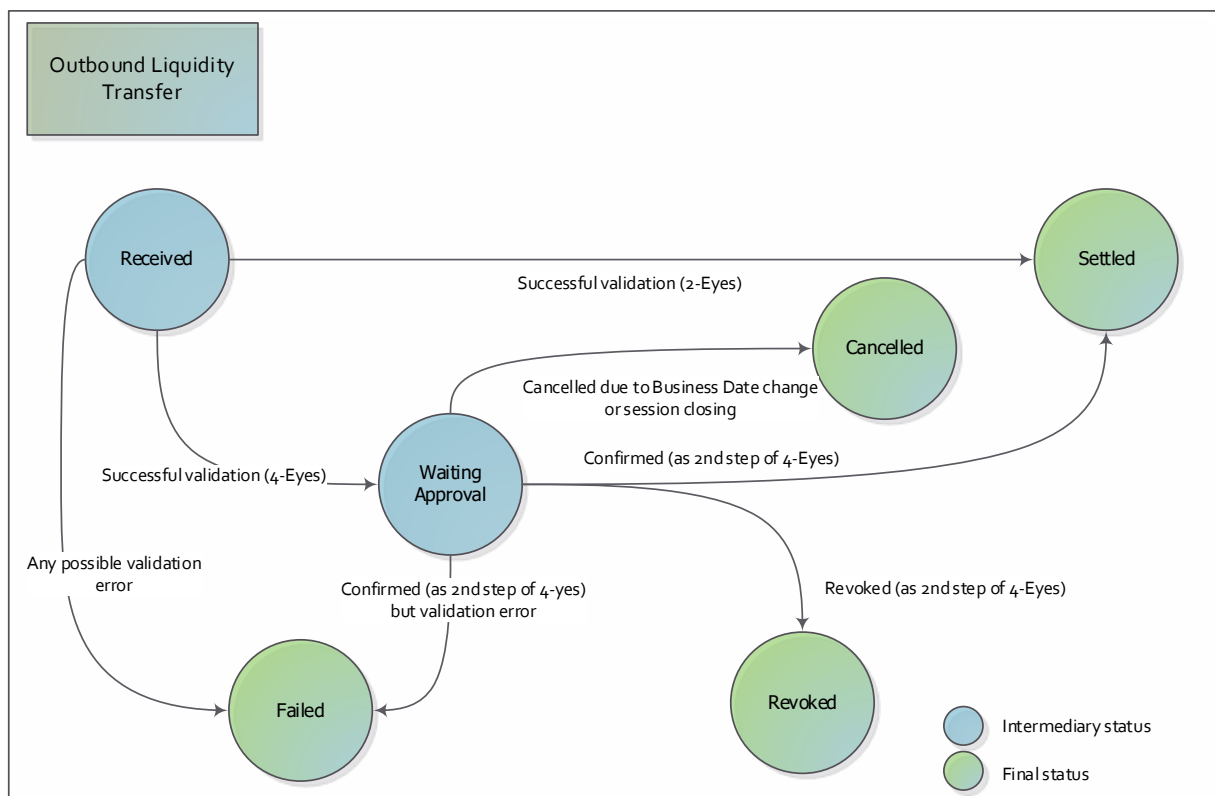 Outbound Liquidity
Transfer
Received
Settled
Successful validation (2-Eyes)
Cancelled
Cancelled due to Business Date change
or session closing
Waiting
Approval
Confirmed (as 2nd step of 4-Eyes)
Successful validation (4-Eyes)
Any possible validation
error
Confirmed (as 2nd step of 4-yes)
but validation error
Revoked (as 2nd step of 4-Eyes)
Failed
Revoked
Intermediary status
Final status